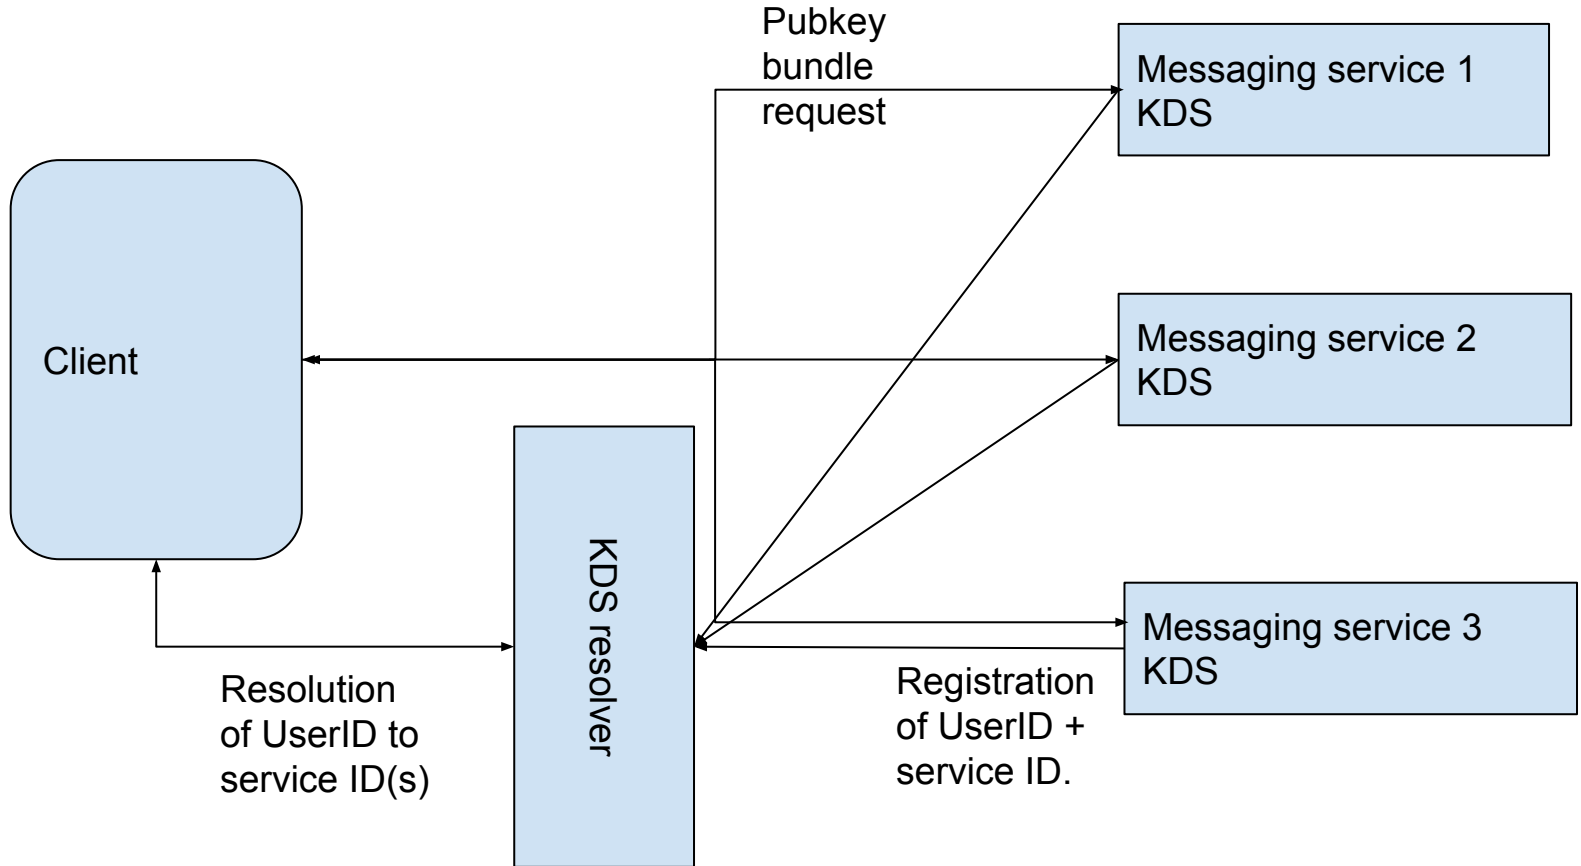 Pubkey
bundle
request
Messaging service 1
KDS
Client
Messaging service 2
KDS
KDS resolver
Messaging service 3
KDS
Resolution
of UserID to
service ID(s)
Registration
of UserID +
service ID.